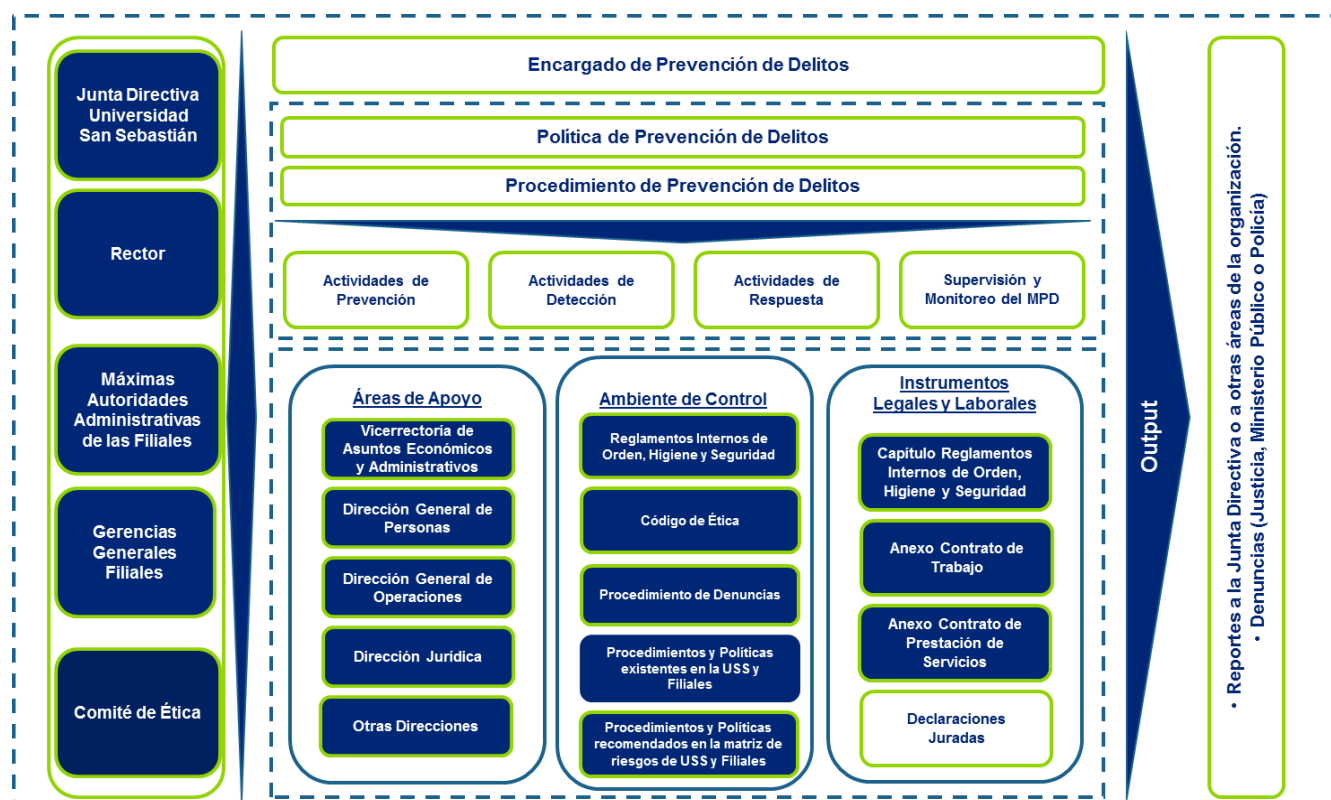 Junta Directiva
Universidad
San Sebastián
Rector
Máximas
Autoridades
Administrativas
de las Filiales
Gerencias
Generales
Filiales
Comité de Ética
Encargado de Prevención de Delitos
Política de Prevención de Delitos
Procedimiento de Prevención de Delitos
Actividades de
Prevención
Actividades de
Detección
Actividades de
Respuesta
Supervisión y
Monitoreo del MPD
Áreas de Apoyo
Vicerrectoría de
Asuntos Económicos
y Administrativos
Dirección General de
Personas
Dirección General de
Operaciones
Dirección Jurídica
Otras Direcciones
Ambiente de Control
Reglamentos Internos de
Orden, Higiene y Seguridad
Código de Ética
Procedimiento de Denuncias
Procedimientos y Políticas
existentes en la USS y
Filiales
Procedimientos y Políticas
recomendados en la matriz de
riesgos de USS y Filiales
Instrumentos
Legales y Laborales
Capítulo Reglamentos
Internos de Orden,
Higiene y Seguridad
Anexo Contrato de
Trabajo
Anexo Contrato de
Prestación de
Servicios
Declaraciones
Juradas
Output
• Reportes a la Junta Directiva o a otras áreas de la organización.
• Denuncias (Justicia, Ministerio Público o Policía)